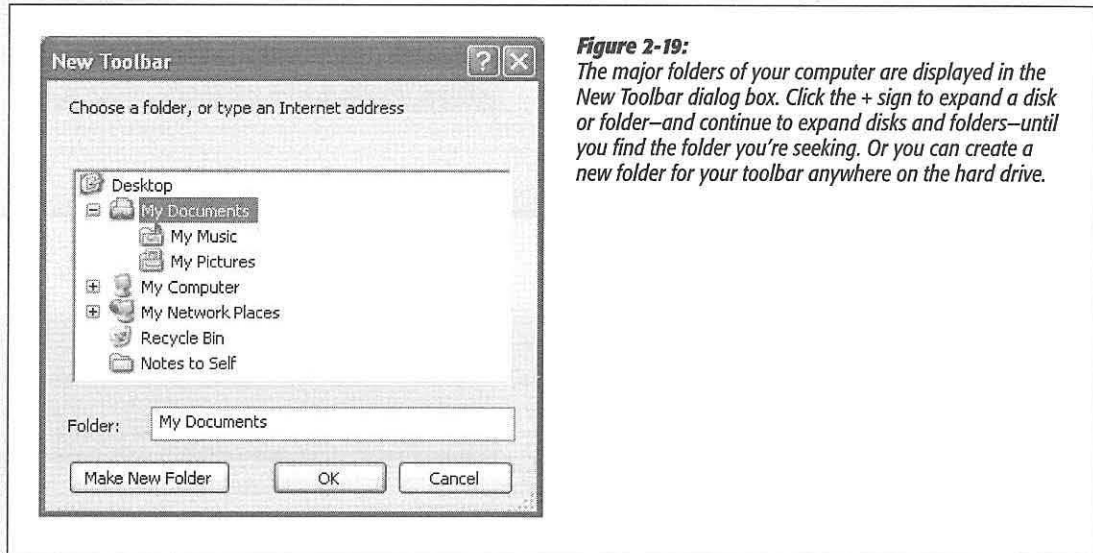 New Toolbar
Choose a folder, or type an Internet address
Desktop
My Documents
My Music
My Pictures
My Computer
My Network Places
Recycle Bin
Notes to Self
Folder: My Documents
Make New Folder OK Cancel
Figure 2-19:
The major folders of your computer are displayed in the
New Toolbar dialog box. Click the + sign to expand a disk
or folder—and continue to expand disks and folders—until
you find the folder you're seeking. Or you can create a
new folder for your toolbar anywhere on the hard drive.